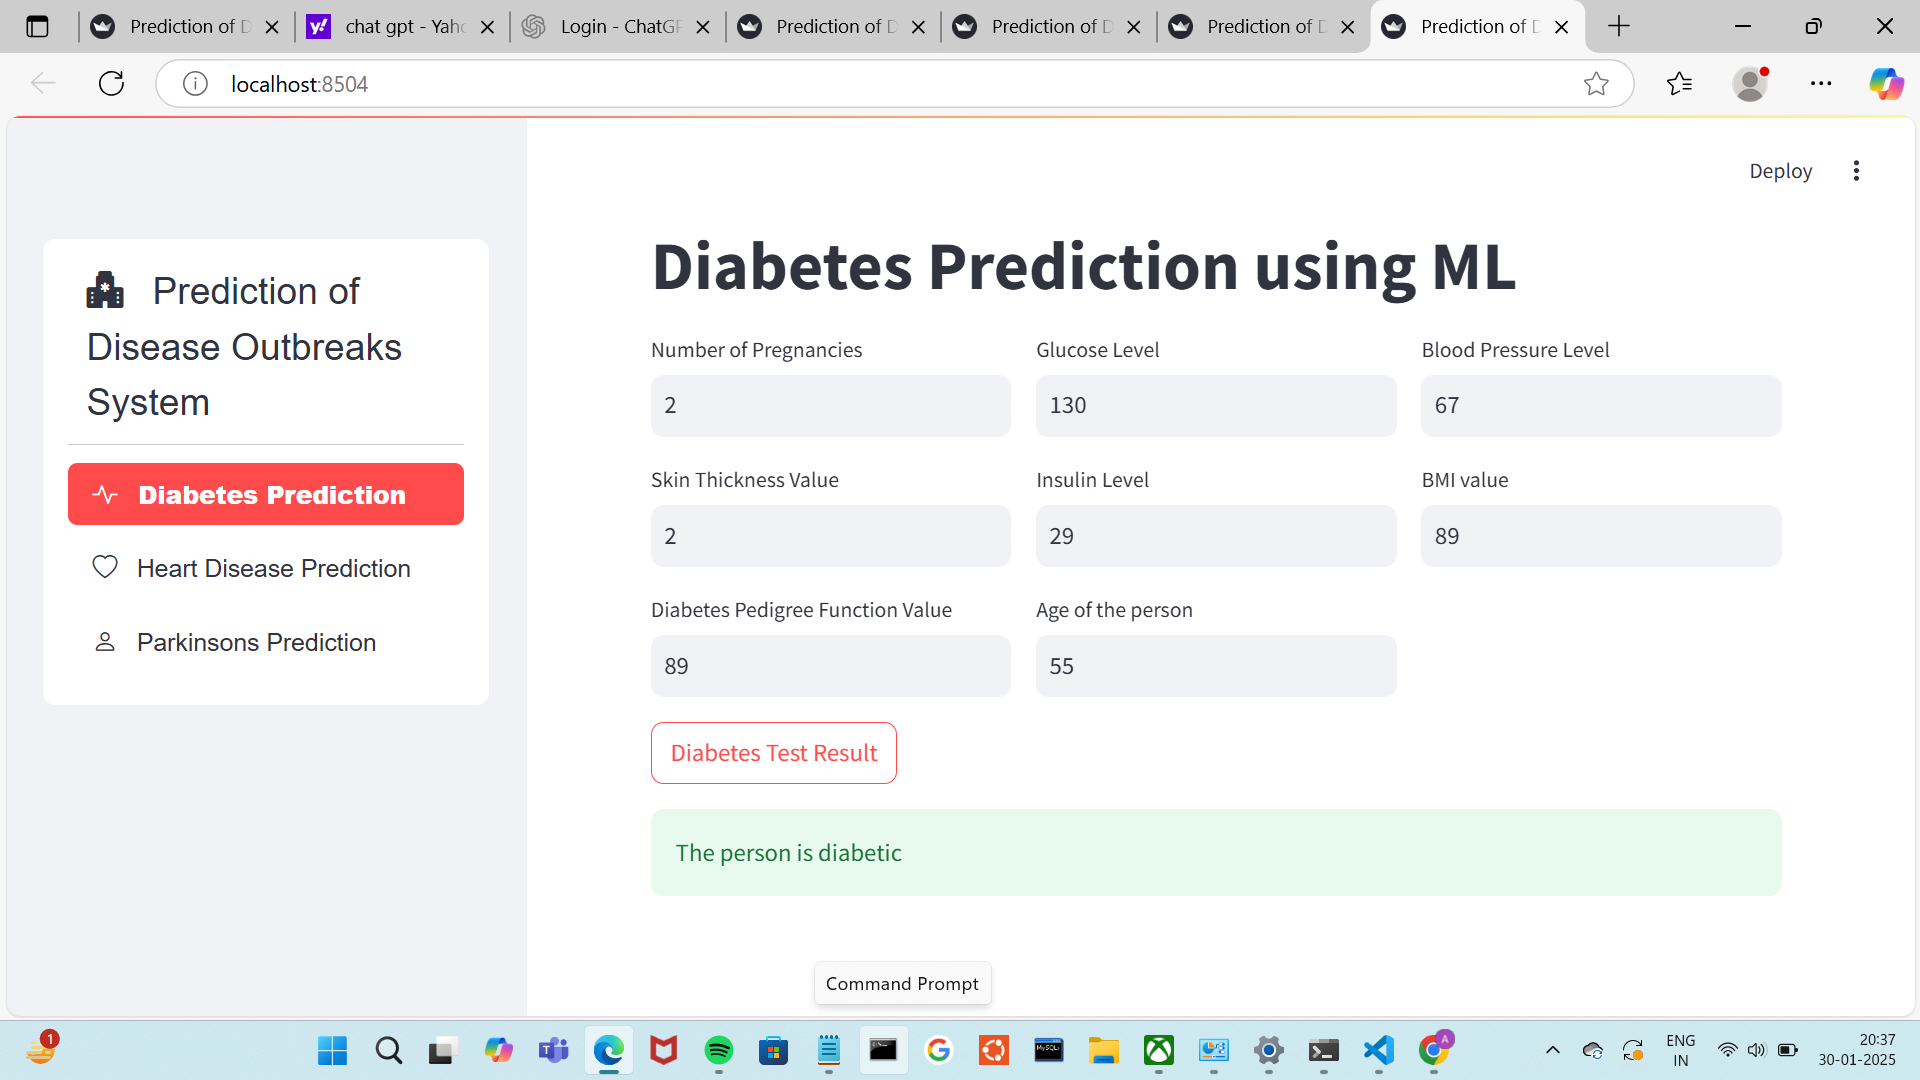 Prediction of D
chat gpt - Yaho
Login - ChatGP
Prediction of D
Prediction of D
Prediction of D
Prediction of D
localhost:8504
Deploy
Prediction of
Disease Outbreaks
System
Diabetes Prediction
Heart Disease Prediction
Parkinsons Prediction
Diabetes Prediction using ML
Number of Pregnancies
Glucose Level
Blood Pressure Level
2
130
67
Skin Thickness Value
Insulin Level
BMI value
2
29
89
Diabetes Pedigree Function Value
Age of the person
89
55
Diabetes Test Result
The person is diabetic
Command Prompt
1
MySQL
A
ENG
IN
20:37
30-01-2025